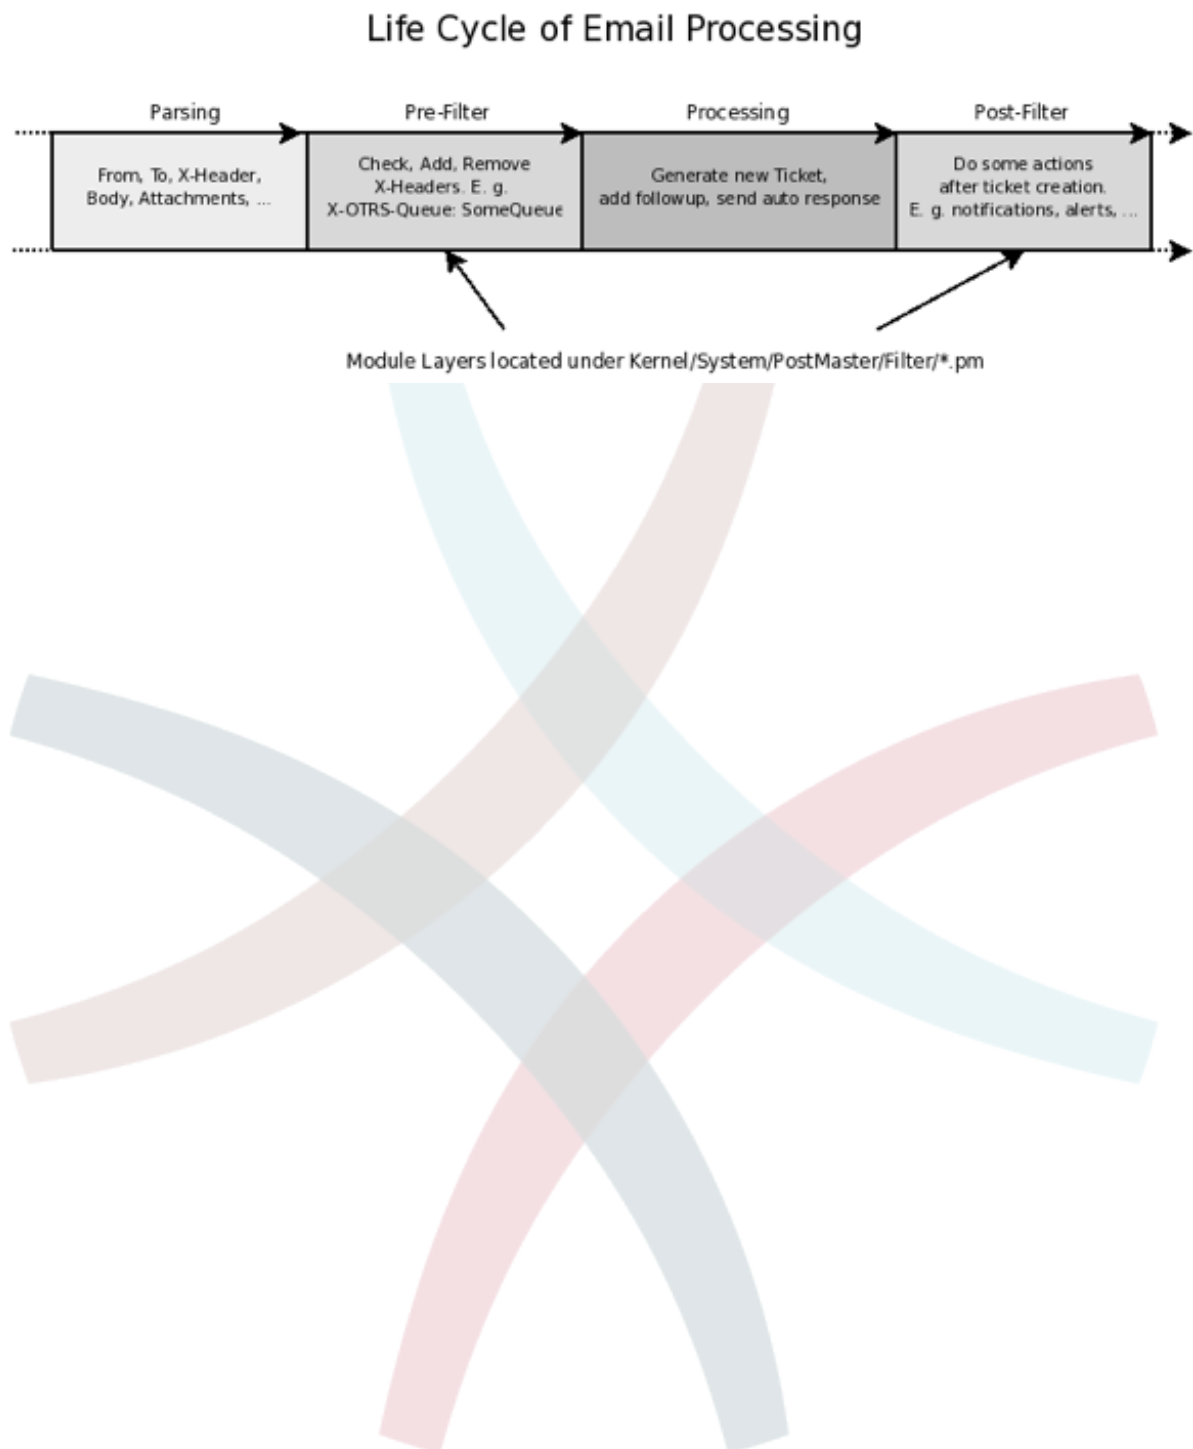 Life Cycle of Email Processing
Parsing
Pre-Filter
Processing
Post-Filter
From, To, X-Header,
Body, Attachments, ...
Check, Add, Remove
X-Headers. E. g.
X-OTRS-Queue: SomeQueue
Generate new Ticket,
add followup, send auto response
Do some actions
after ticket creation.
E. g. notifications, alerts, ...
Module Layers located under Kernel/System/PostMaster/Filter/*.pm